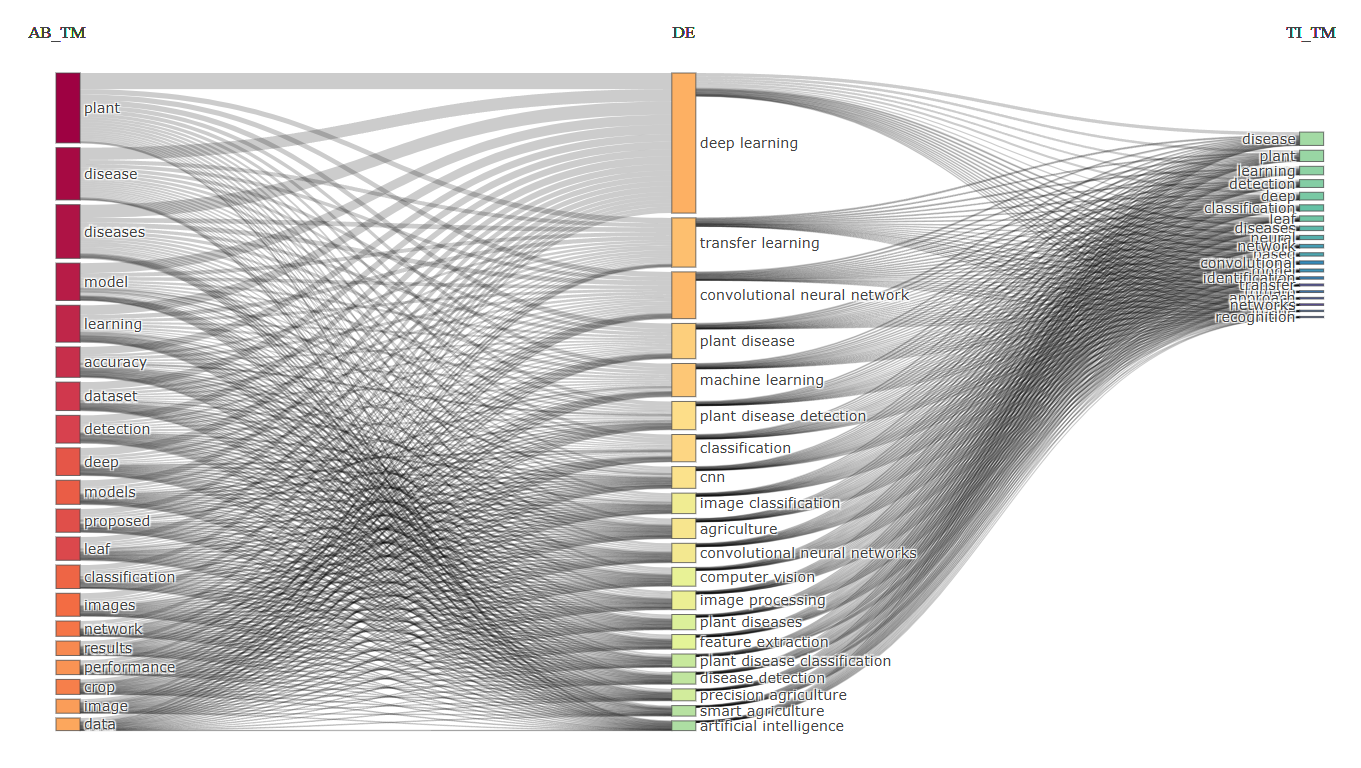 AB_TM
DE
TI_TM
plant
disease
diseases
model
learning
accuracy
dataset
detection
deep
models
proposed
leaf
classification
images
network
results
performance
crop
image
data
deep learning
transfer learning
convolutional neural network
plant disease
machine learning
plant disease detection
classification
cnn
image classification
agriculture
convolutional neural networks
computer vision
image processing
plant diseases
feature extraction
plant disease classification
disease detection
precision agriculture
smart agriculture
artificial intelligence
disease
plant
learning
detection
deep
classification
leaf
diseases
neural
network
based
convolutional
model
identification
transfer
approach
networks
recognition